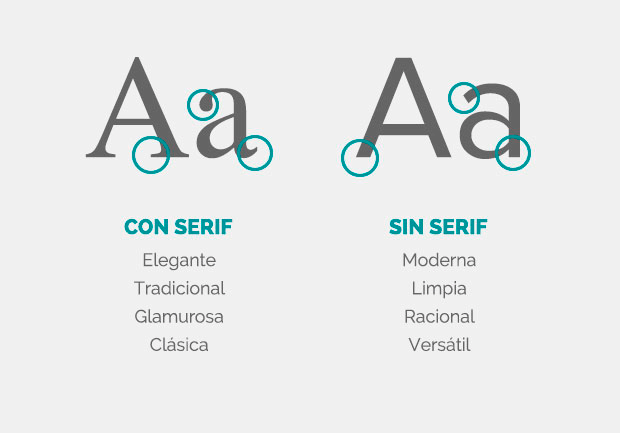 Aa
Aa
CON SERIF
Elegante
Tradicional
Glamurosa
Clásica
SIN SERIF
Moderna
Limpia
Racional
Versátil